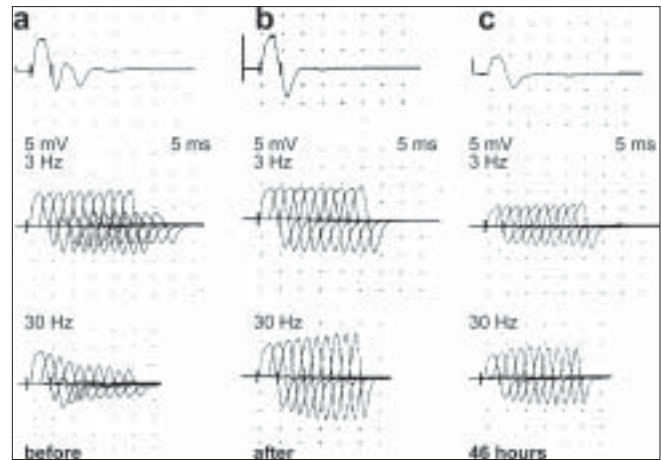 a b c
5 mV 5 ms 5 mV 5 ms 5 mV 5 ms
3 Hz 3 Hz 3 Hz
30 Hz 30 Hz 30 Hz
before after 46 hours